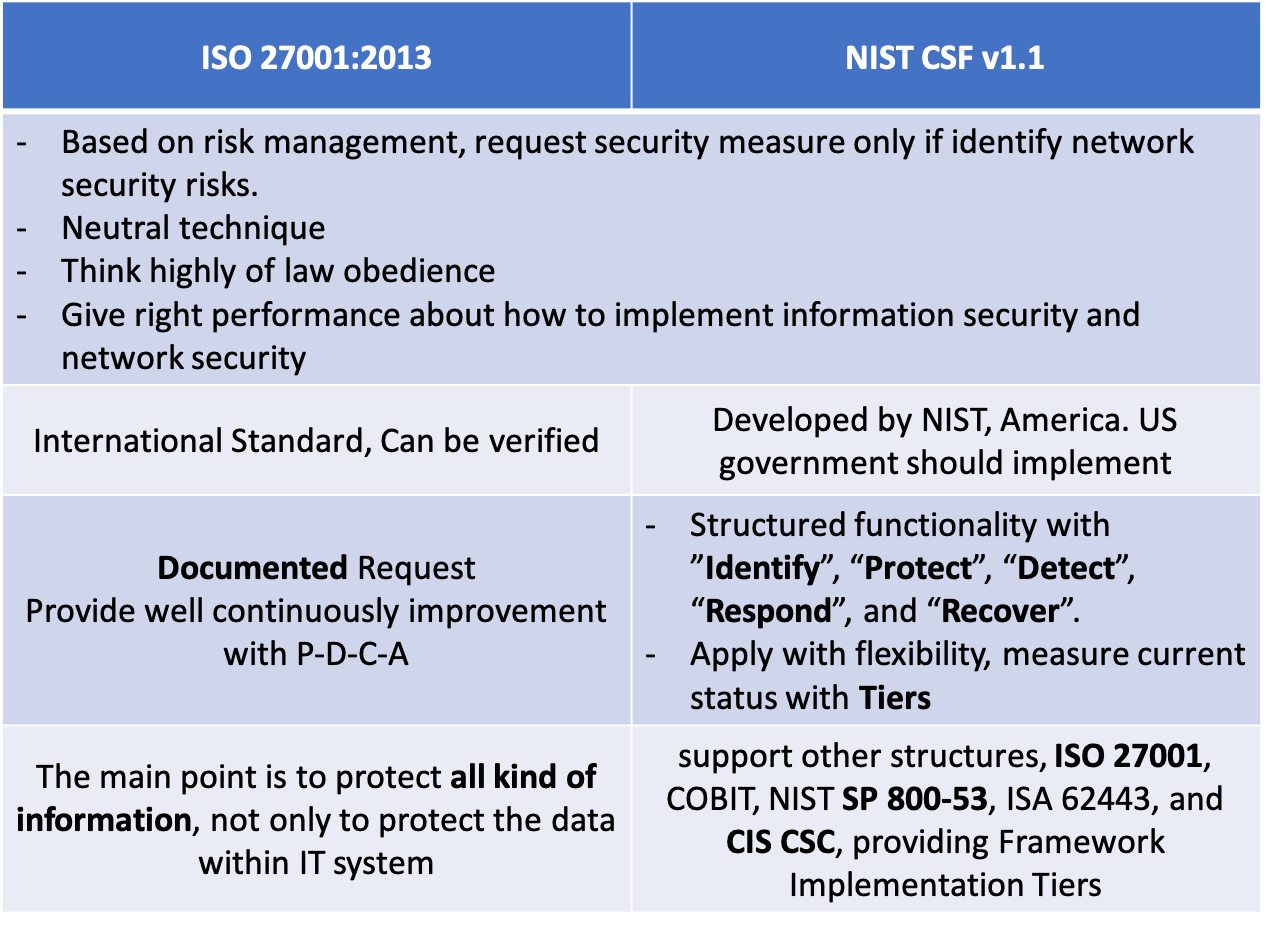 ISO 27001:2013
NIST CSF v1.1
- Based on risk management, request security measure only if identify network
security risks.
- Neutral technique
- Think highly of law obedience
- Give right performance about how to implement information security and
network security
International Standard, Can be verified
Developed by NIST, America. US
government should implement
Documented Request
Provide well continuously improvement
with P-D-C-A
- Structured functionality with
”Identify”, “Protect”, “Detect”,
“Respond”, and “Recover”.
- Apply with flexibility, measure current
status with Tiers
The main point is to protect all kind of
information, not only to protect the data
within IT system
support other structures, ISO 27001,
COBIT, NIST SP 800-53, ISA 62443, and
CIS CSC, providing Framework
Implementation Tiers